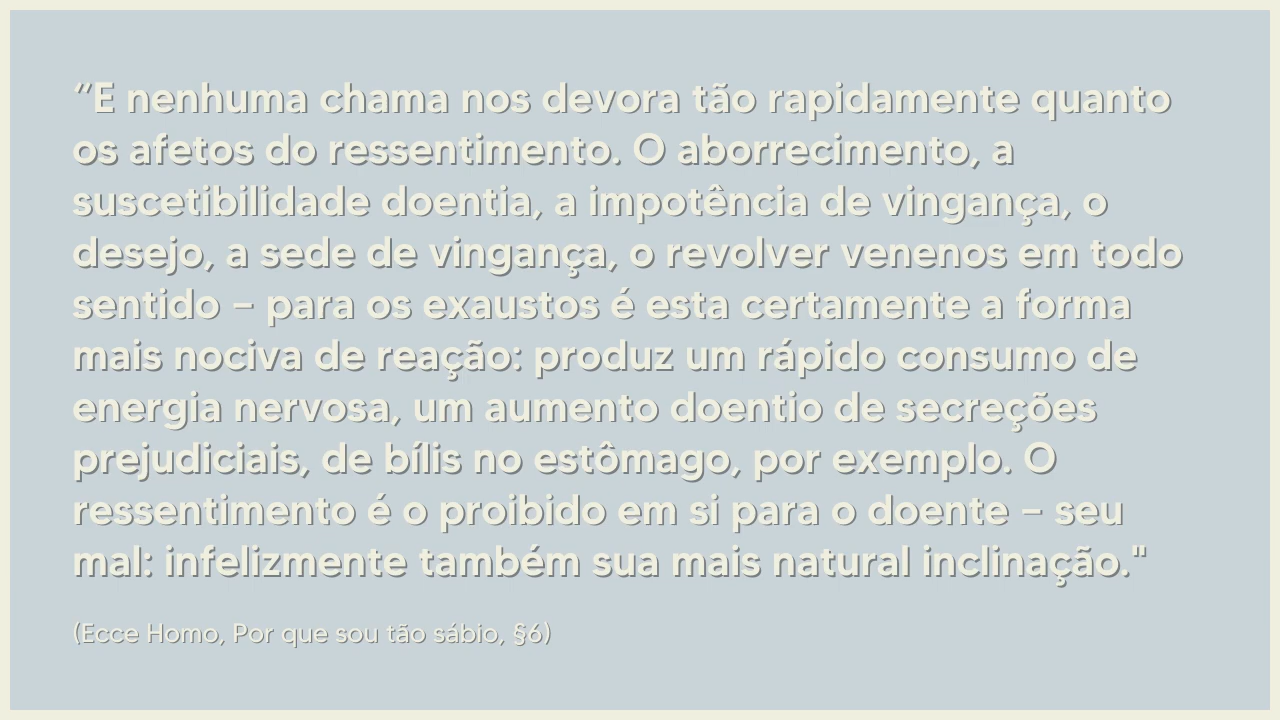 “E nenhuma chama nos devora tão rapidamente quanto
os afetos do ressentimento. O aborrecimento, a
suscetibilidade doentia, a impotência de vingança, o
desejo, a sede de vingança, o revolver venenos em todo
sentido – para os exaustos é esta certamente a forma
mais nociva de reação: produz um rápido consumo de
energia nervosa, um aumento doentio de secreções
prejudiciais, de bílis no estômago, por exemplo. O
ressentimento é o proibido em si para o doente – seu
mal: infelizmente também sua mais natural inclinação."
(Ecce Homo, Por que sou tão sábio, §6)